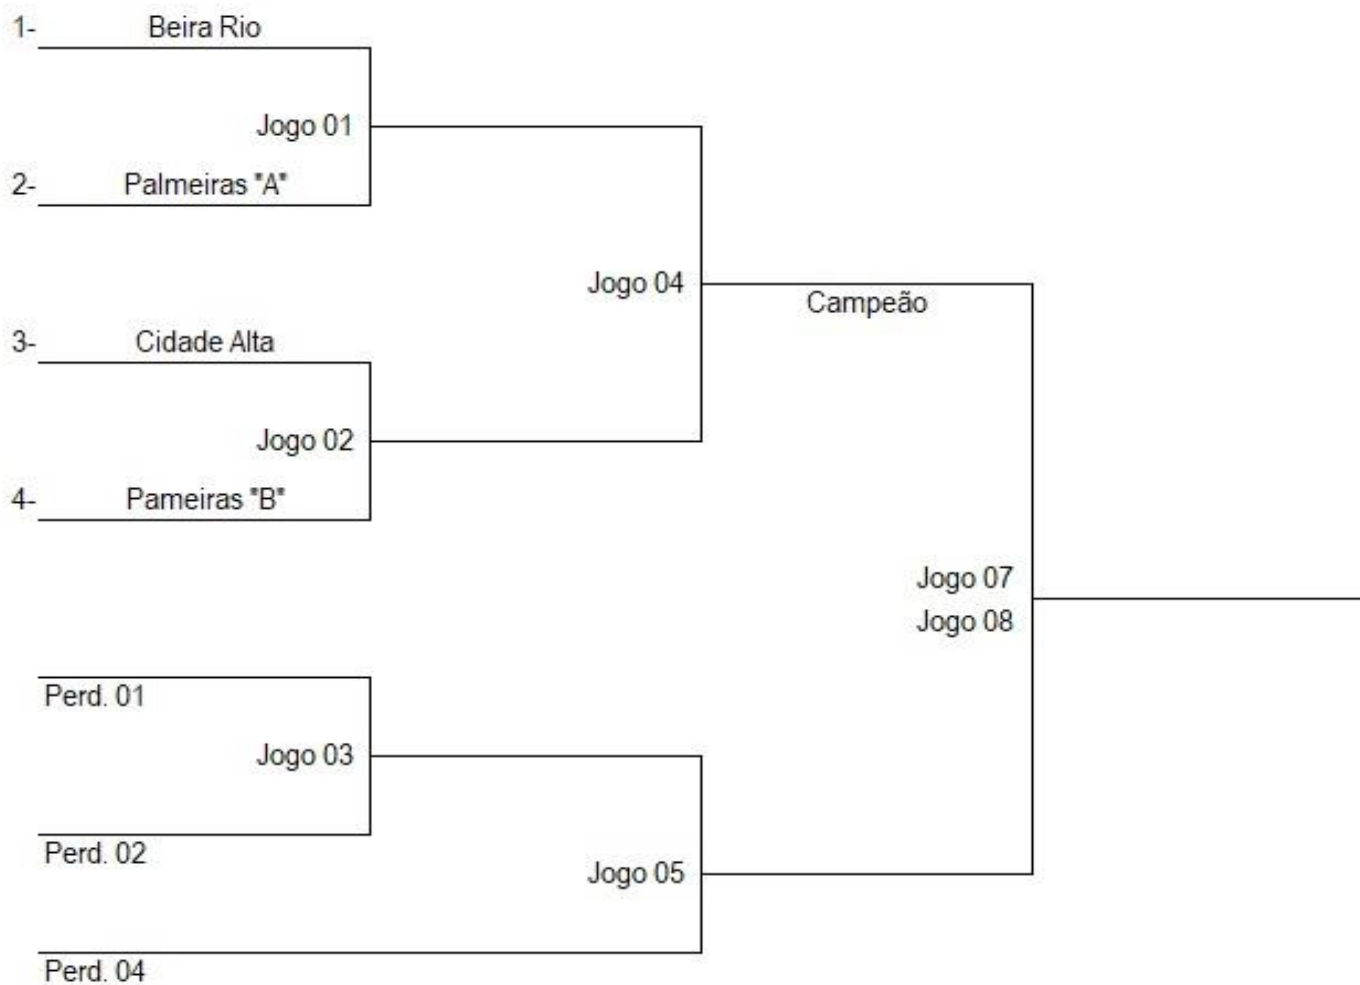 1- Beira Rio
Jogo 01
2- Palmeiras "A"
Jogo 04
Campeão
3- Cidade Alta
Jogo 02
4- Pameiras "B"
Jogo 07
Jogo 08
Perd. 01
Jogo 03
Perd. 02
Jogo 05
Perd. 04